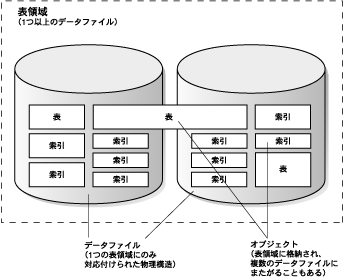 表領域
(1つ以上のデータファイル)
表
表
索引
索引
索引
索引
索引
索引
索引
索引
表
索引
索引
データファイル
(1つの表領域にのみ
対応付けられた物理構造)
オブジェクト
(表領域に格納され、
複数のデータファイルに
またがることもある)